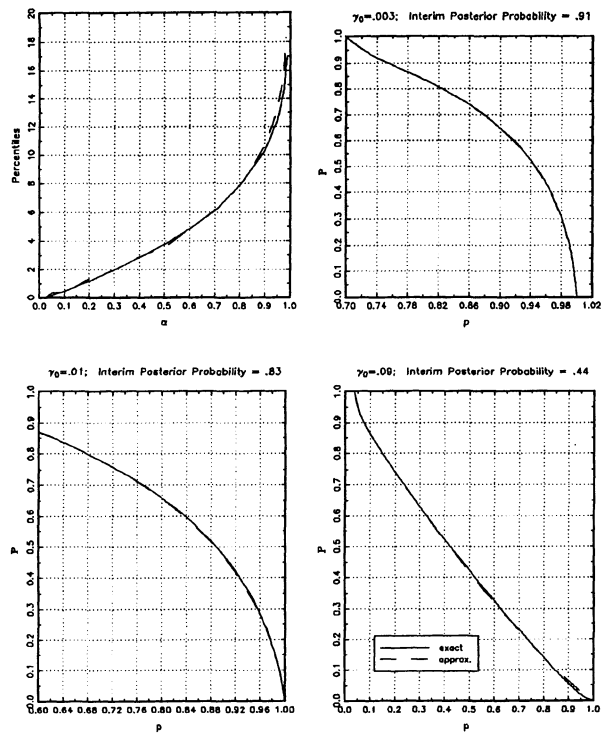 γ₀=.003; Interim Posterior Probability = .91
Percentiles
0 2 4 6 8 10 12 14 16 18 20
0.0 0.1 0.2 0.3 0.4 0.5 0.6 0.7 0.8 0.9 1.0
α
P
0.0 0.1 0.2 0.3 0.4 0.5 0.6 0.7 0.8 0.9 1.0
0.70 0.74 0.78 0.82 0.86 0.90 0.94 0.98 1.02
p
γ₀=.01; Interim Posterior Probability = .83
γ₀=.09; Interim Posterior Probability = .44
P
0.0 0.1 0.2 0.3 0.4 0.5 0.6 0.7 0.8 0.9 1.0
0.60 0.64 0.68 0.72 0.76 0.80 0.84 0.88 0.92 0.96 1.00
p
P
0.0 0.1 0.2 0.3 0.4 0.5 0.6 0.7 0.8 0.9 1.0
exact
approx.
0.0 0.1 0.2 0.3 0.4 0.5 0.6 0.7 0.8 0.9 1.0
p